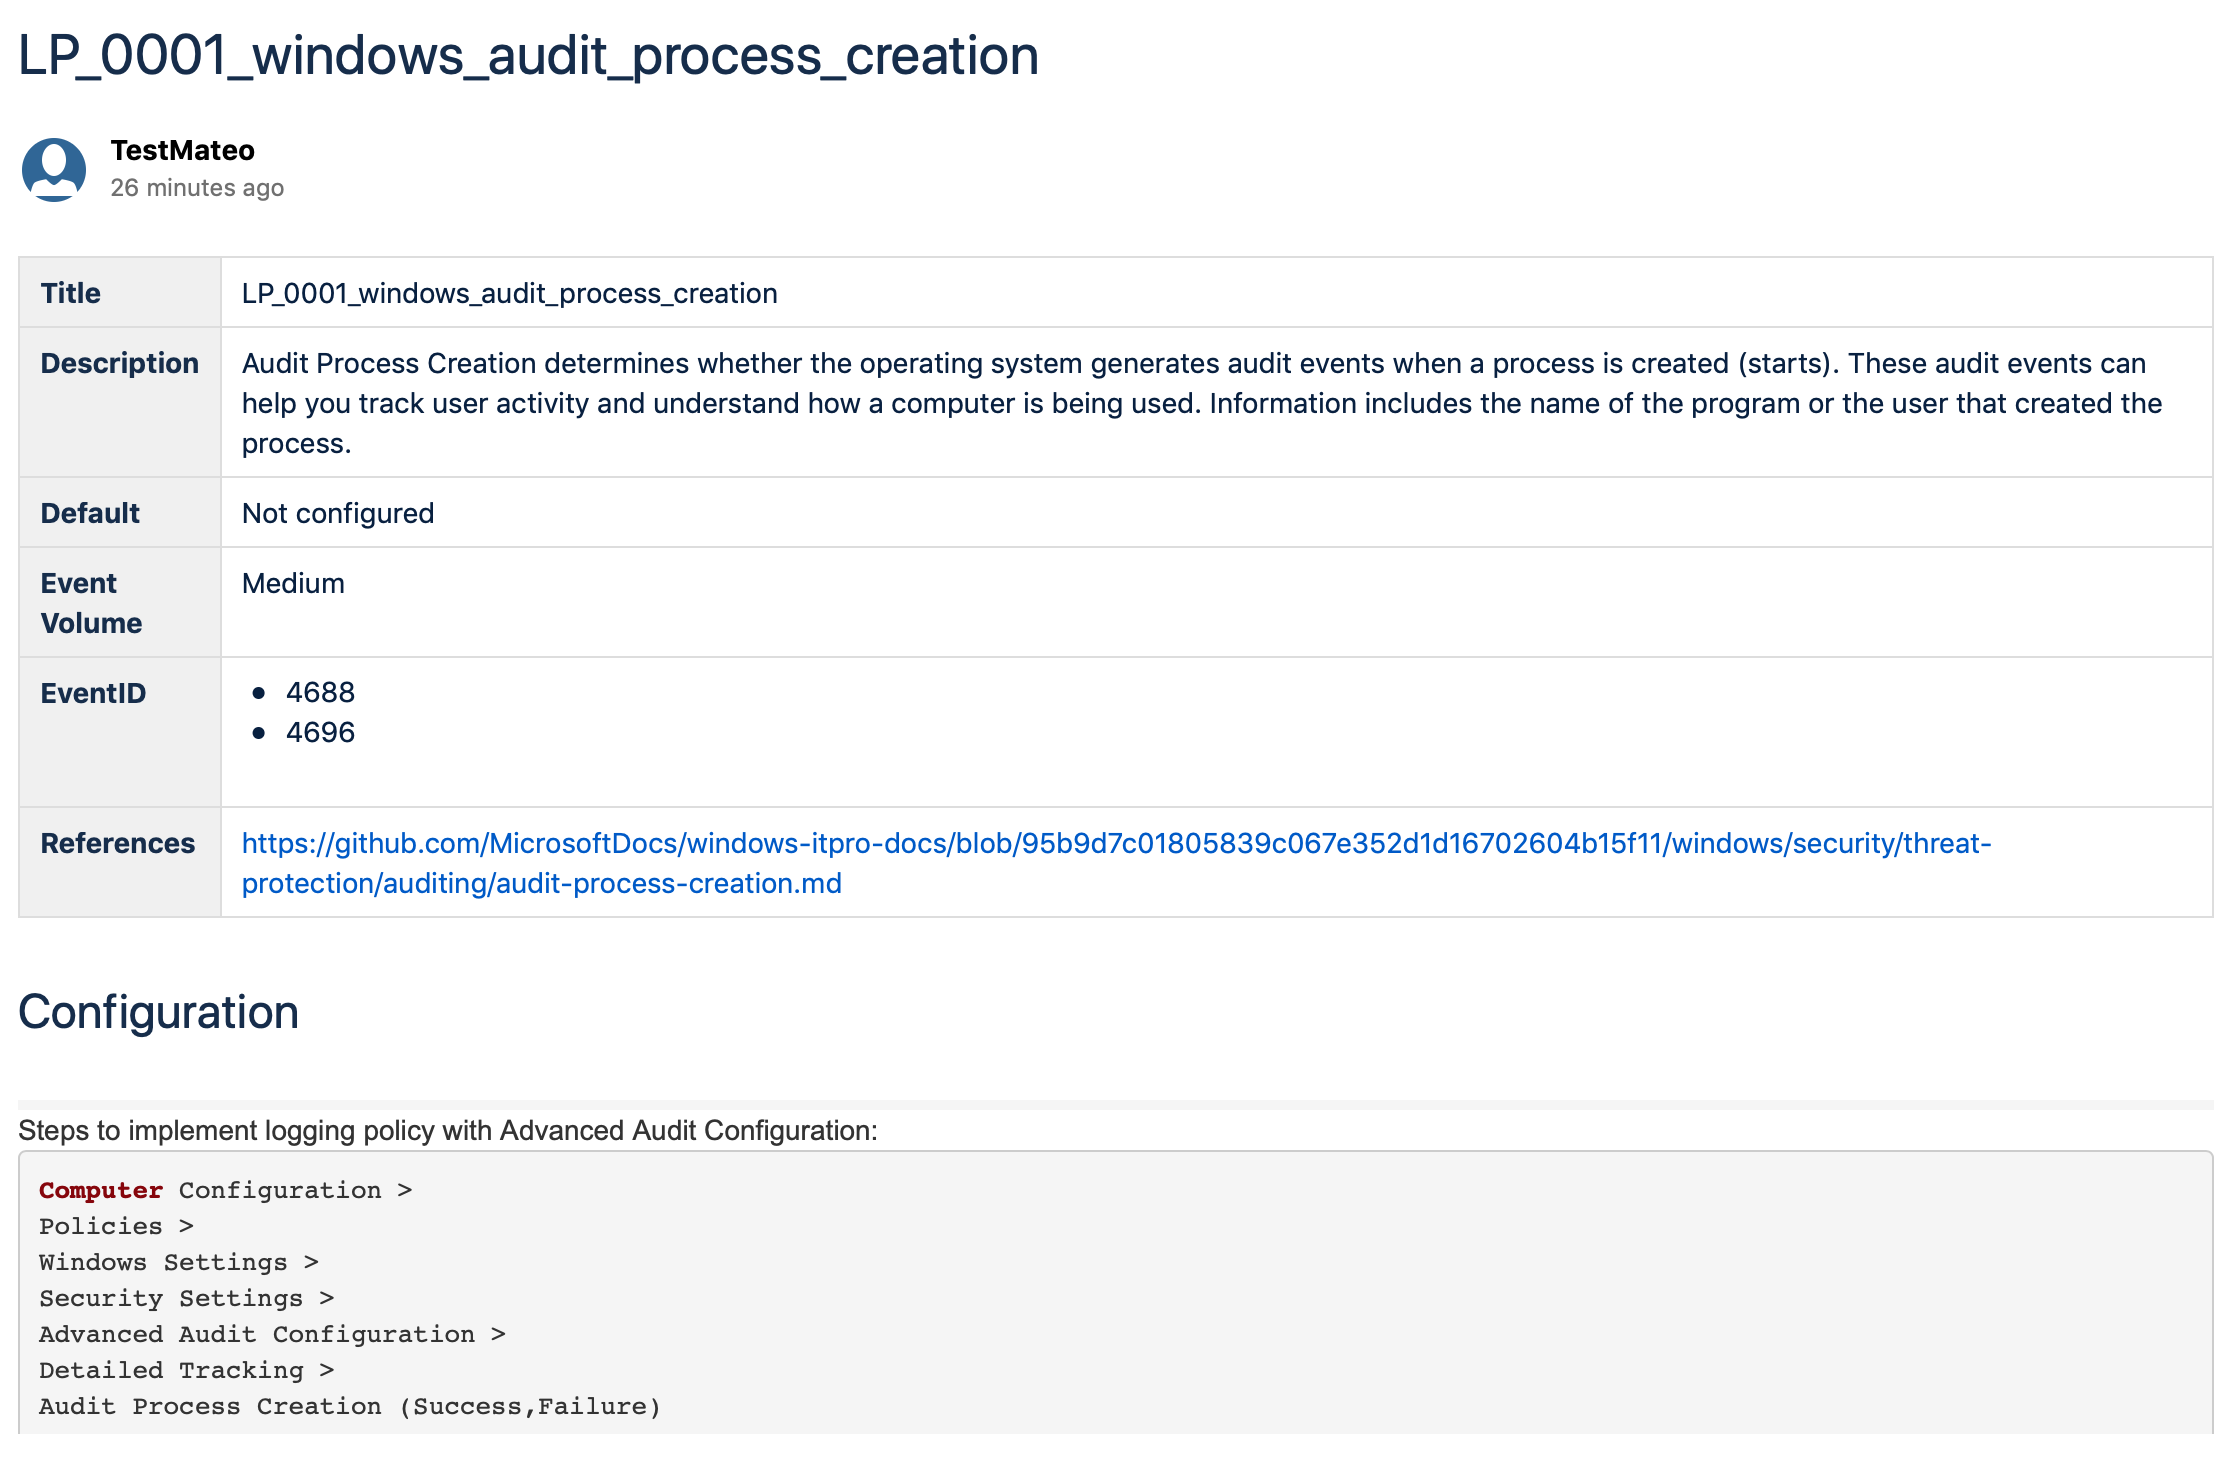 LP_0001_windows_audit_process_creation
TestMateo
26 minutes ago
Title LP_0001_windows_audit_process_creation
Description Audit Process Creation determines whether the operating system generates audit events when a process is created (starts). These audit events can
help you track user activity and understand how a computer is being used. Information includes the name of the program or the user that created the
process.
Default Not configured
Event Medium
Volume
EventID • 4688
• 4696
References https://github.com/MicrosoftDocs/windows-itpro-docs/blob/95b9d7c01805839c067e352d1d16702604b15f11/windows/security/threat-
protection/auditing/audit-process-creation.md
Configuration
Steps to implement logging policy with Advanced Audit Configuration:
Computer Configuration >
Policies >
Windows Settings >
Security Settings >
Advanced Audit Configuration >
Detailed Tracking >
Audit Process Creation (Success,Failure)